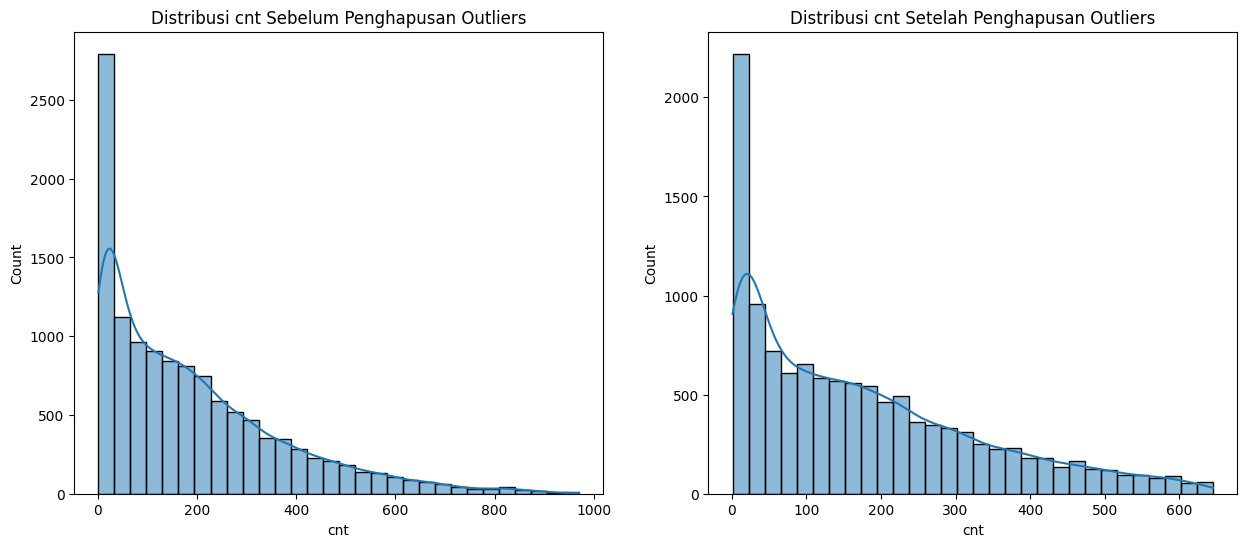 Distribusi cnt Sebelum Penghapusan Outliers
2500
2000
1500
1000
500
0
Count
0 200 400 600 800 1000
cnt
Distribusi cnt Setelah Penghapusan Outliers
2000
1500
1000
500
0
Count
0 100 200 300 400 500 600
cnt